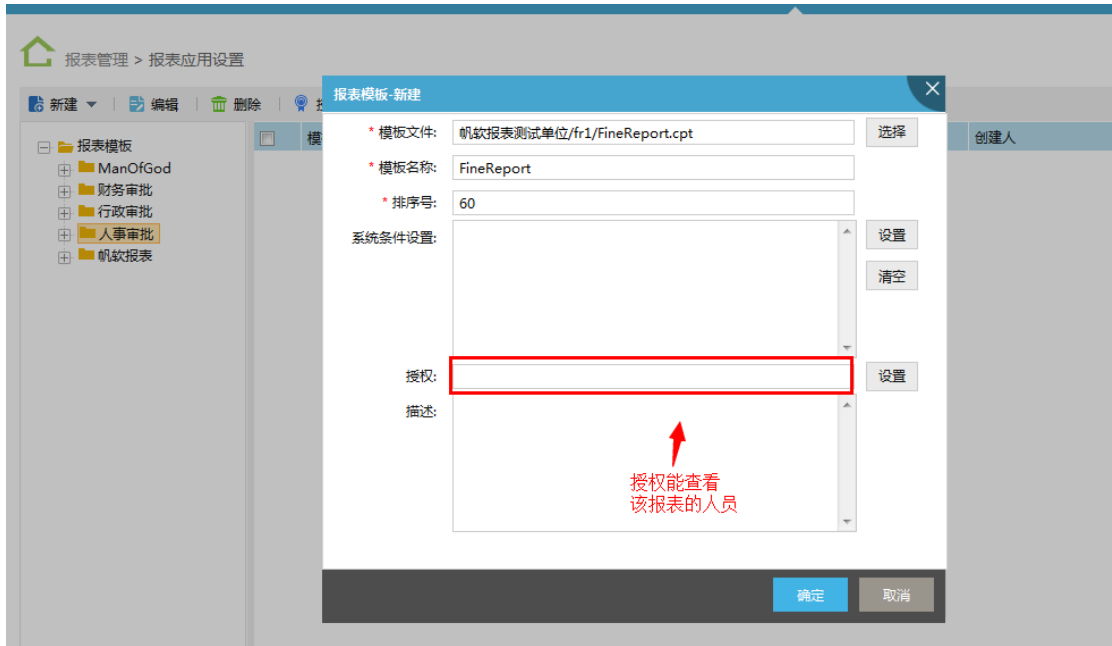 报表管理 > 报表应用设置
新建 编辑 删除
报表模板-新建
模 创建人
报表模板
ManOfGod
财务审批
行政审批
人事审批
帆软报表
* 模板文件: 帆软报表测试单位/fr1/FineReport.cpt 选择
* 模板名称: FineReport
* 排序号: 60
系统条件设置: 设置
清空
授权: 设置
描述:
授权能查看
该报表的人员
确定 取消